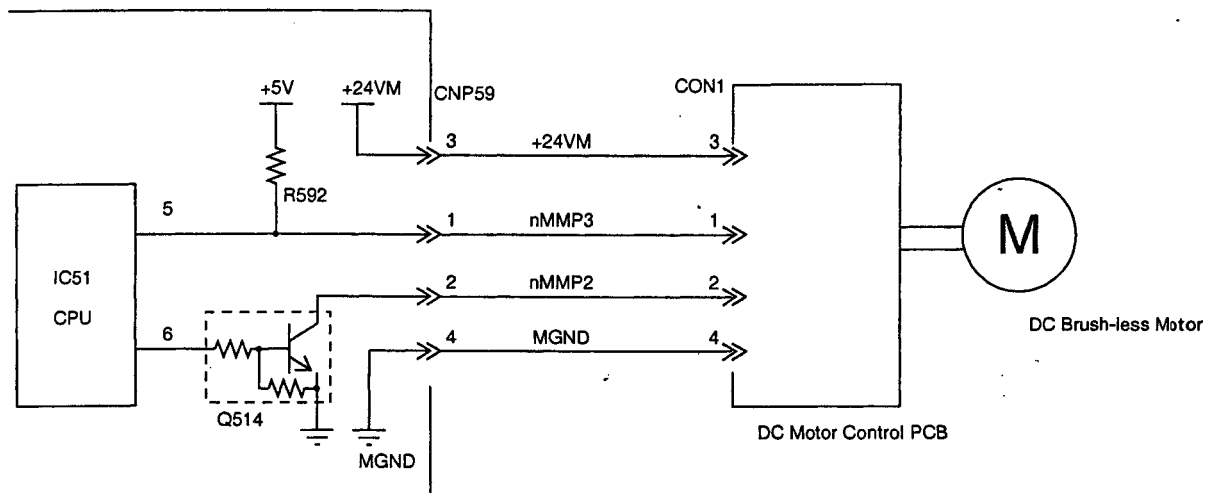 +5V
+24VM
CNP59
CON1
3
+24VM
3
R592
5
1
nMMP3
1
M
IC51
CPU
2
nMMP2
2
DC Brush-less Motor
6
4
MGND
4
Q514
MGND
DC Motor Control PCB